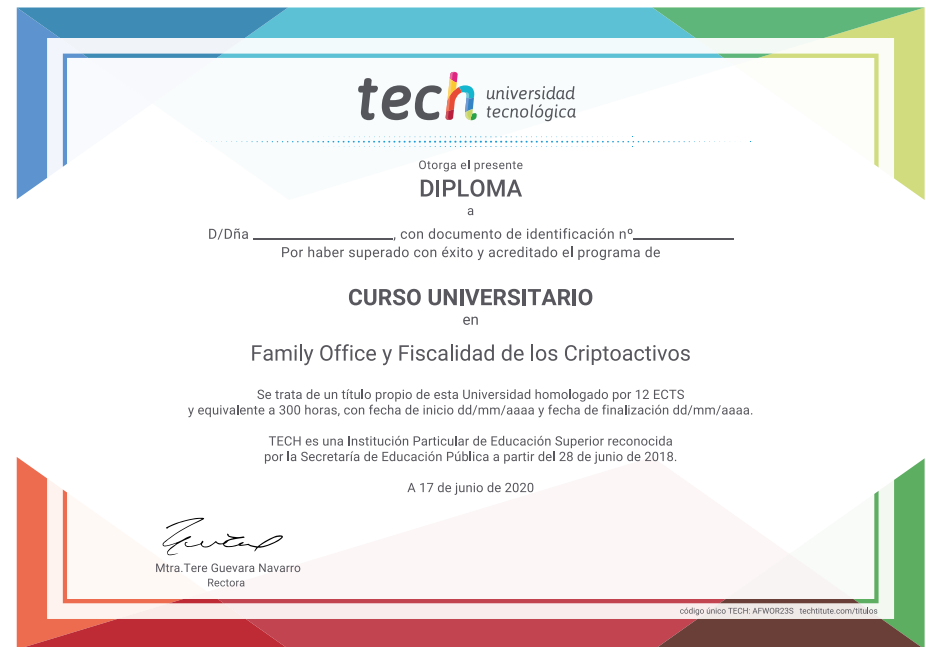 tech universidad
tecnológica
Otorga el presente
DIPLOMA
a
D/Dña ____________________, con documento de identificación nº______________
Por haber superado con éxito y acreditado el programa de
CURSO UNIVERSITARIO
en
Family Office y Fiscalidad de los Criptoactivos
Se trata de un título propio de esta Universidad homologado por 12 ECTS
y equivalente a 300 horas, con fecha de inicio dd/mm/aaaa y fecha de finalización dd/mm/aaaa.
TECH es una Institución Particular de Educación Superior reconocida
por la Secretaría de Educación Pública a partir del 28 de junio de 2018.
A 17 de junio de 2020
Mtra.Tere Guevara Navarro
Rectora
código único TECH: AFWOR23S techtitute.com/titulos